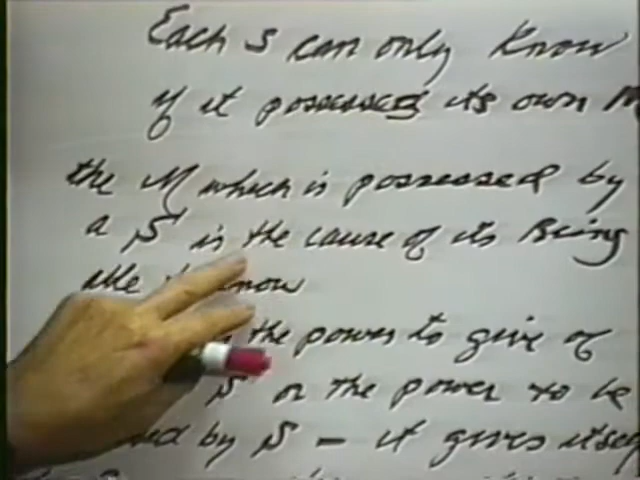 Each S can only know
if it possesses its own M
the M which is possessed by
a S is the cause of its Being
able know
the power to give of
S or the power to be
by S — it gives itself